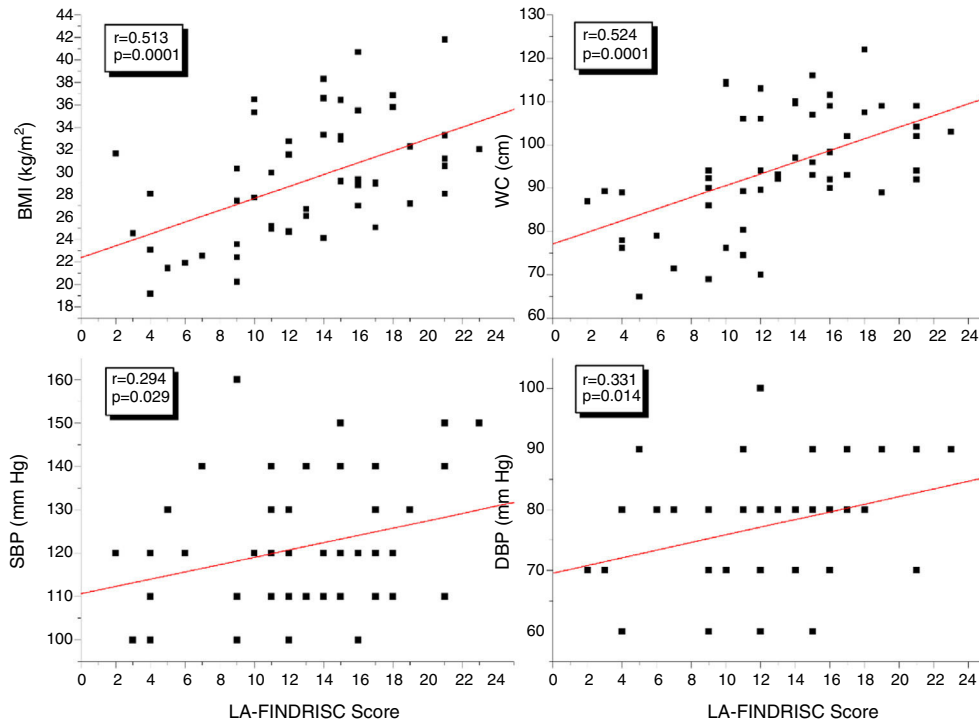 r=0.513
p=0.0001
BMI (kg/m²)
44
42
40
38
36
34
32
30
28
26
24
22
20
18
0 2 4 6 8 10 12 14 16 18 20 22 24
r=0.524
p=0.0001
WC (cm)
130
120
110
100
90
80
70
60
0 2 4 6 8 10 12 14 16 18 20 22 24
r=0.294
p=0.029
SBP (mm Hg)
160
150
140
130
120
110
100
0 2 4 6 8 10 12 14 16 18 20 22 24
LA-FINDRISC Score
r=0.331
p=0.014
DBP (mm Hg)
100
90
80
70
60
0 2 4 6 8 10 12 14 16 18 20 22 24
LA-FINDRISC Score